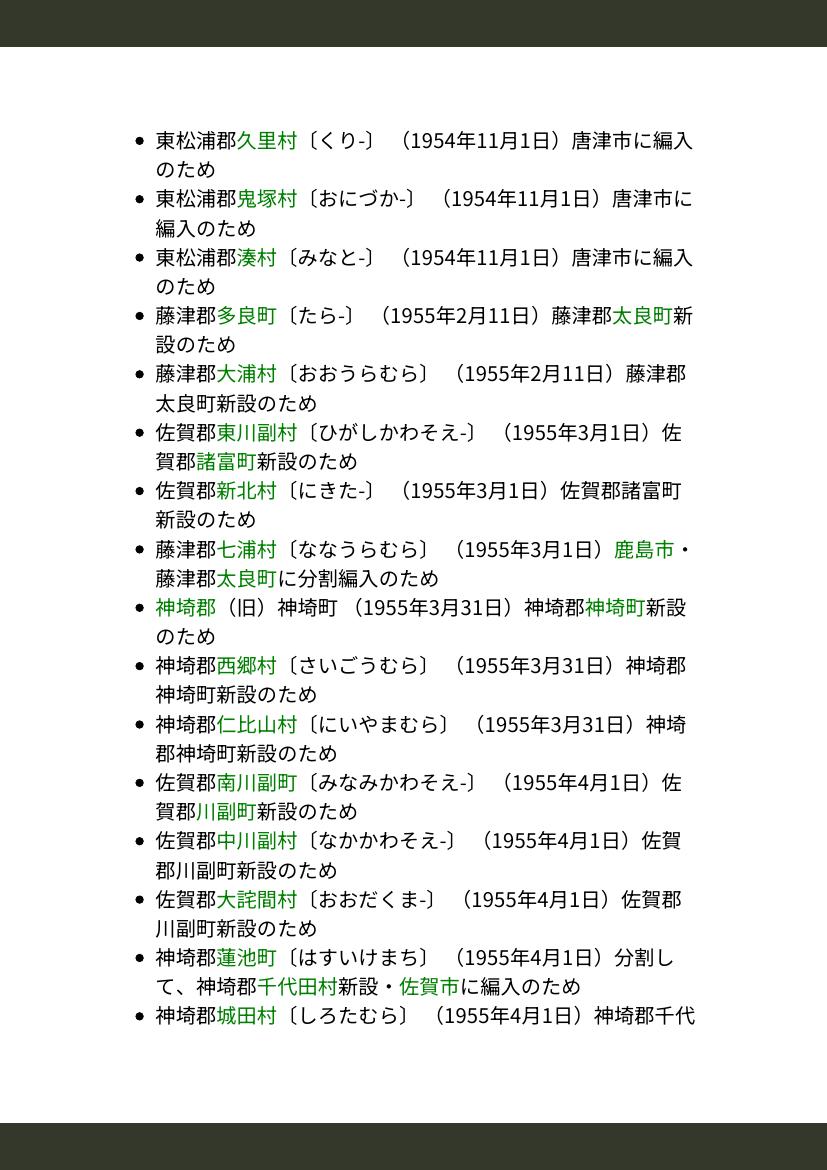 • 東松浦郡久里村〔くり-〕 （1954年11月1日）唐津市に編入
のため
• 東松浦郡鬼塚村〔おにづか-〕 （1954年11月1日）唐津市に
編入のため
• 東松浦郡湊村〔みなと-〕 （1954年11月1日）唐津市に編入
のため
• 藤津郡多良町〔たら-〕 （1955年2月11日）藤津郡太良町新
設のため
• 藤津郡大浦村〔おおうらむら〕 （1955年2月11日）藤津郡
太良町新設のため
• 佐賀郡東川副村〔ひがしかわそえ-〕 （1955年3月1日）佐
賀郡諸富町新設のため
• 佐賀郡新北村〔にきた-〕 （1955年3月1日）佐賀郡諸富町
新設のため
• 藤津郡七浦村〔ななうらむら〕 （1955年3月1日）鹿島市・
藤津郡太良町に分割編入のため
• 神埼郡（旧）神埼町 （1955年3月31日）神埼郡神埼町新設
のため
• 神埼郡西郷村〔さいごうむら〕 （1955年3月31日）神埼郡
神埼町新設のため
• 神埼郡仁比山村〔にいやまむら〕 （1955年3月31日）神埼
郡神埼町新設のため
• 佐賀郡南川副町〔みなみかわそえ-〕 （1955年4月1日）佐
賀郡川副町新設のため
• 佐賀郡中川副村〔なかかわそえ-〕 （1955年4月1日）佐賀
郡川副町新設のため
• 佐賀郡大詫間村〔おおだくま-〕 （1955年4月1日）佐賀郡
川副町新設のため
• 神埼郡蓮池町〔はすいけまち〕 （1955年4月1日）分割し
て、神埼郡千代田村新設・佐賀市に編入のため
• 神埼郡城田村〔しろたむら〕 （1955年4月1日）神埼郡千代